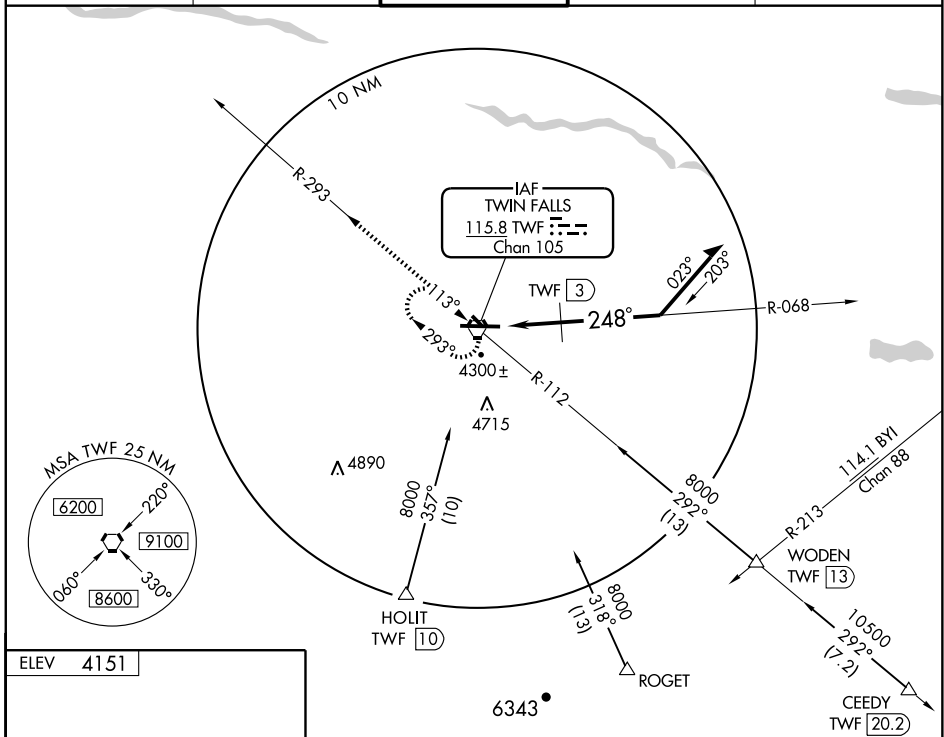 10 NM
R-293
IAF
TWIN FALLS
115.8 TWF
Chan 105
113°
293°
TWF 3
023°
203°
248°
R-068
4300±
R-112
4715
4890
114.1 BYI
Chan 88
R-213
MSA TWF 25 NM
6200
220°
9100
060°
330°
8600
8000
357°
(10)
8000
292°
(13)
WODEN
TWF 13
HOLIT
TWF 10
8000
318°
(13)
10500
292°
(7.2)
ELEV 4151
ROGET
6343
CEEDY
TWF 20.2